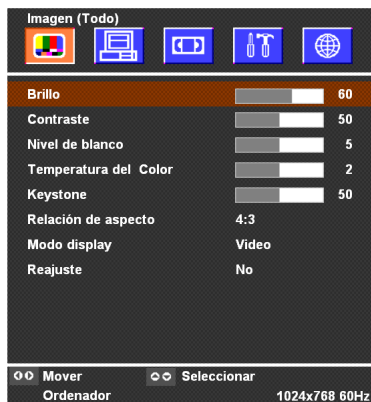 Imagen (Todo)
Brillo 60
Contraste 50
Nivel de blanco 5
Temperatura del Color 2
Keystone 50
Relación de aspecto 4:3
Modo display Video
Reajuste No
Mover Seleccionar
Ordenador 1024x768 60Hz